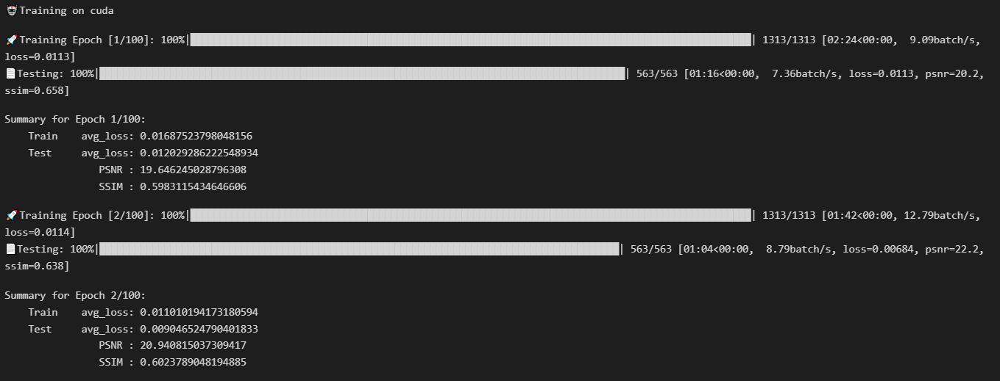 🤖Training on cuda
🚀Training Epoch [1/100]: 100%|██████████| 1313/1313 [02:24<00:00,  9.09batch/s,
loss=0.0113]
📄Testing: 100%|██████████| 563/563 [01:16<00:00,  7.36batch/s, loss=0.0113, psnr=20.2,
ssim=0.658]
Summary for Epoch 1/100:
    Train    avg_loss: 0.01687523798048156
    Test     avg_loss: 0.012029286222548934
                PSNR : 19.646245028796308
                SSIM : 0.5983115434646606
🚀Training Epoch [2/100]: 100%|██████████| 1313/1313 [01:42<00:00, 12.79batch/s,
loss=0.0114]
📄Testing: 100%|██████████| 563/563 [01:04<00:00,  8.79batch/s, loss=0.00684, psnr=22.2,
ssim=0.638]
Summary for Epoch 2/100:
    Train    avg_loss: 0.011010194173180594
    Test     avg_loss: 0.009046524790401833
                PSNR : 20.940815037309417
                SSIM : 0.6023789048194885